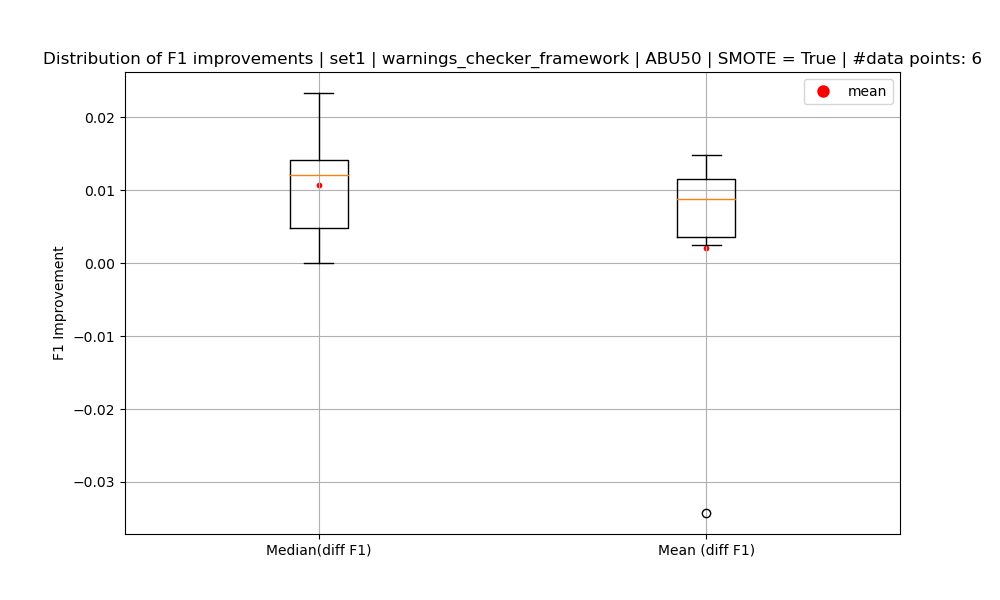 Distribution of F1 improvements | set1 | warnings_checker_framework | ABU50 | SMOTE = True | #data points: 6
mean
0.02
0.01
0.00
−0.01
−0.02
−0.03
F1 Improvement
Median(diff F1)
Mean (diff F1)